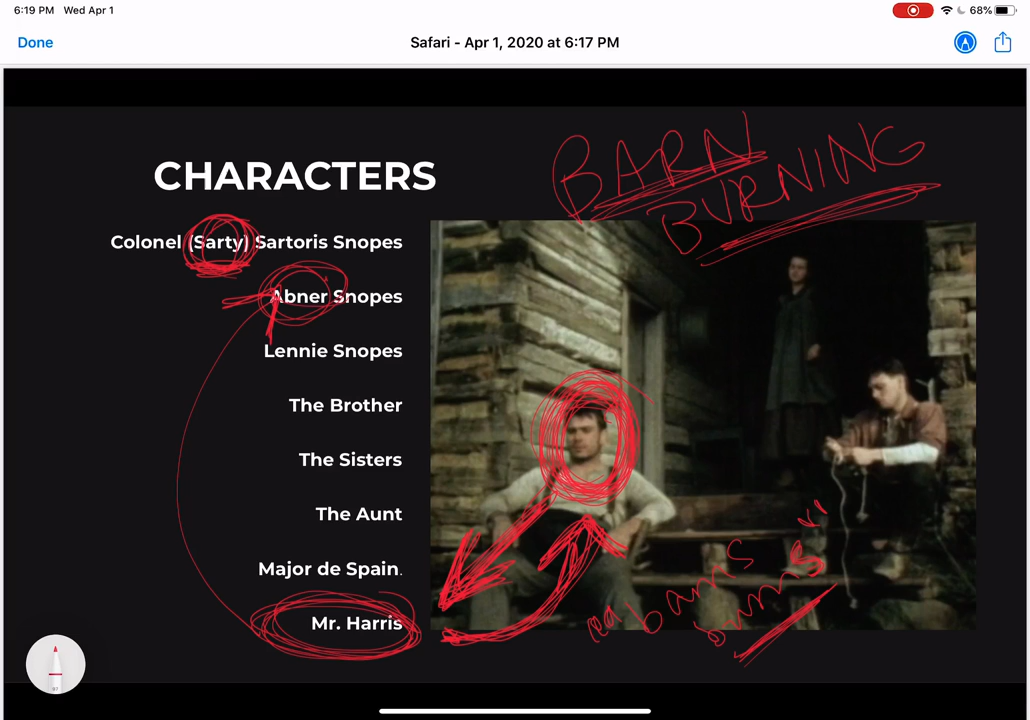 6:19 PM Wed Apr 1
68%
Done
Safari - Apr 1, 2020 at 6:17 PM
BARN
BURNING
CHARACTERS
Colonel (Sarty) Sartoris Snopes
Abner Snopes
Lennie Snopes
The Brother
The Sisters
The Aunt
Major de Spain.
Mr. Harris